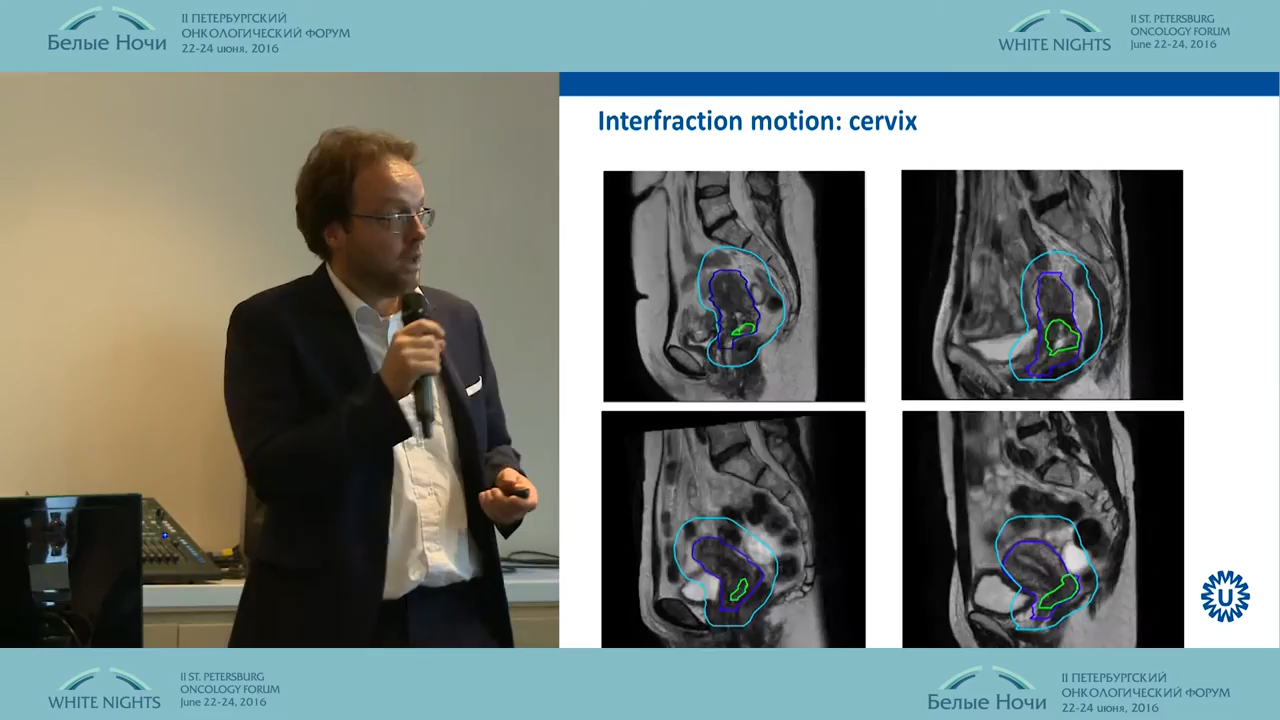 Белые Ночи
II ПЕТЕРБУРГСКИЙ
ОНКОЛОГИЧЕСКИЙ ФОРУМ
22-24 июня, 2016
WHITE NIGHTS
II ST. PETERSBURG
ONCOLOGY FORUM
June 22-24, 2016
Interfraction motion: cervix
U
WHITE NIGHTS
II ST. PETERSBURG
ONCOLOGY FORUM
June 22-24, 2016
Белые Ночи
II ПЕТЕРБУРГСКИЙ
ОНКОЛОГИЧЕСКИЙ ФОРУМ
22-24 июня, 2016